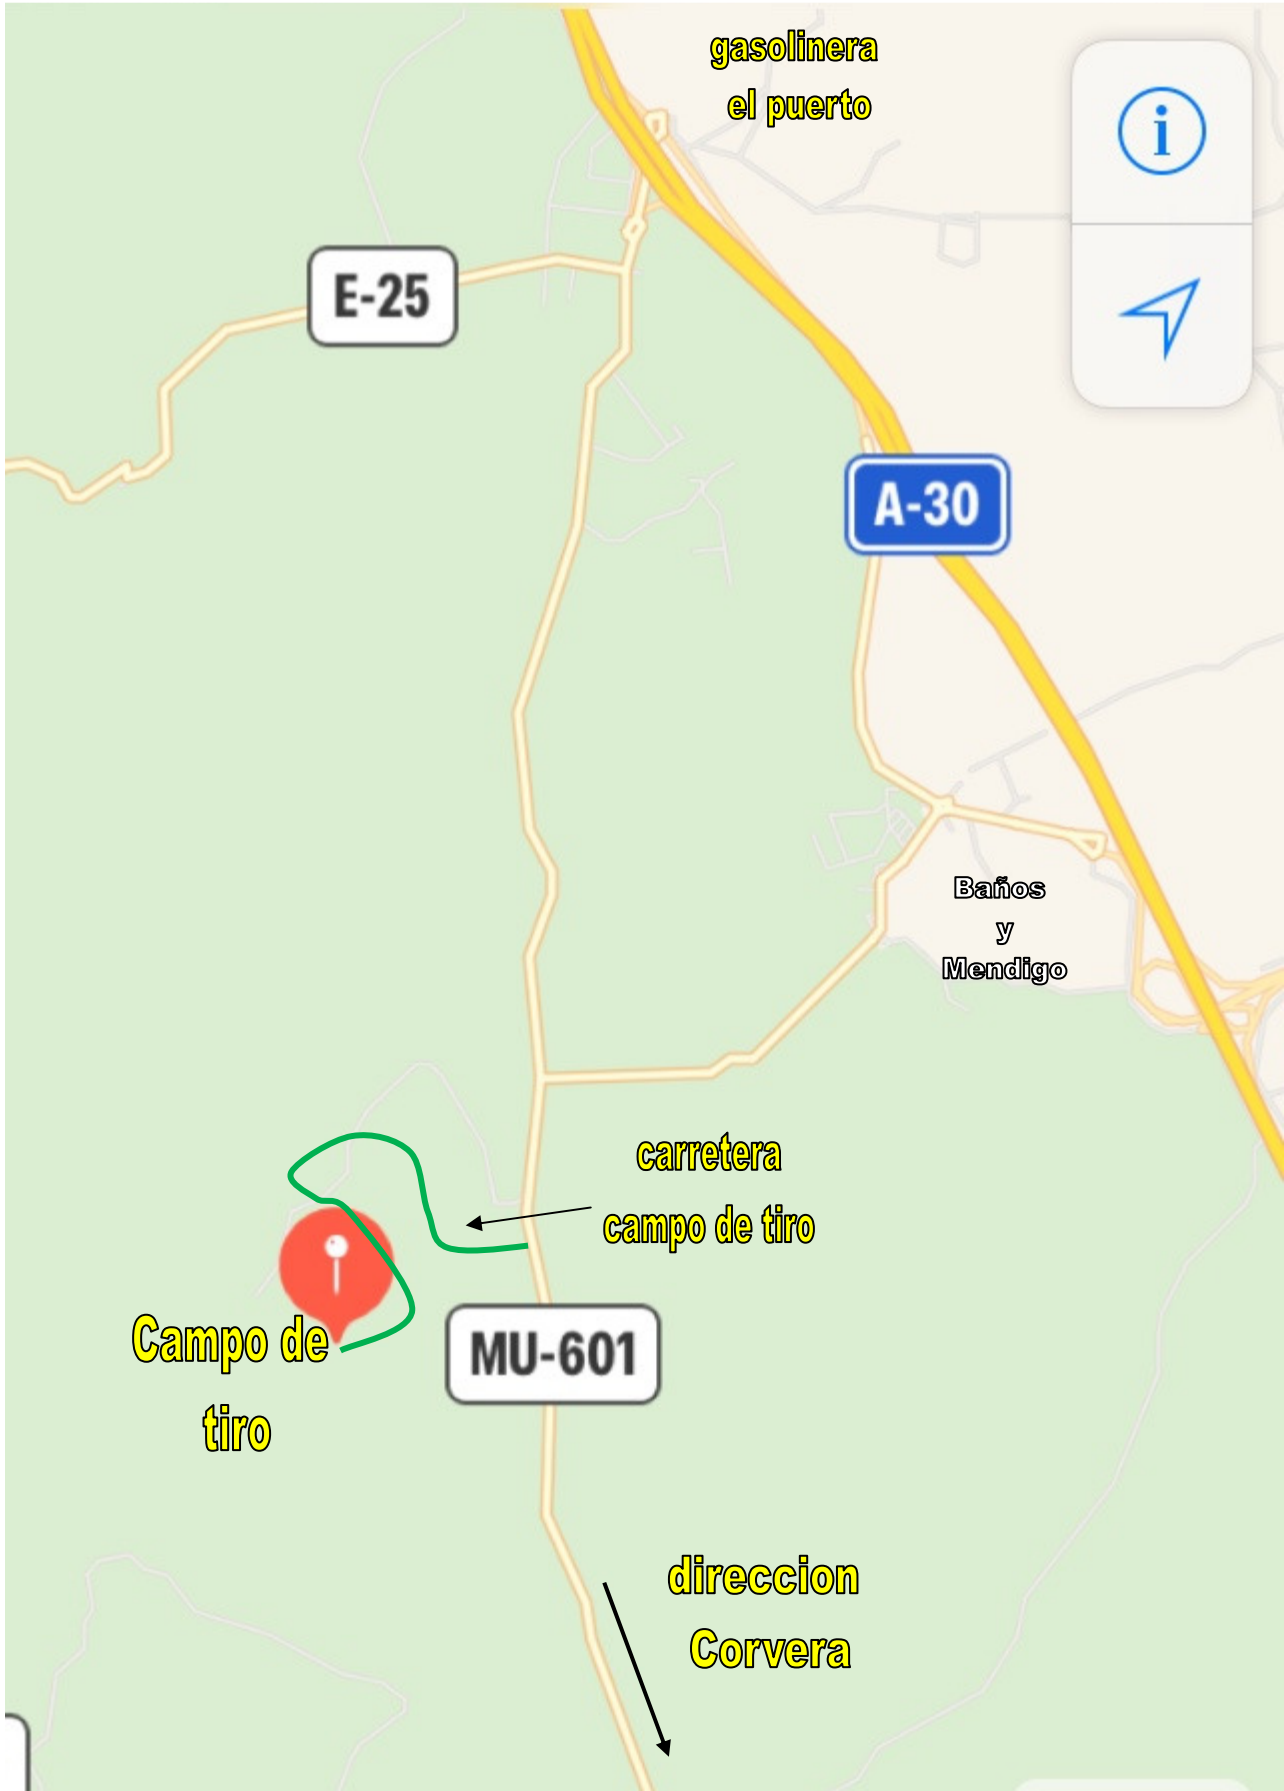 gasolinera
el puerto
i
E-25
A-30
Baños
y
Mendigo
carretera
campo de tiro
Campo de
tiro
MU-601
direccion
Corvera